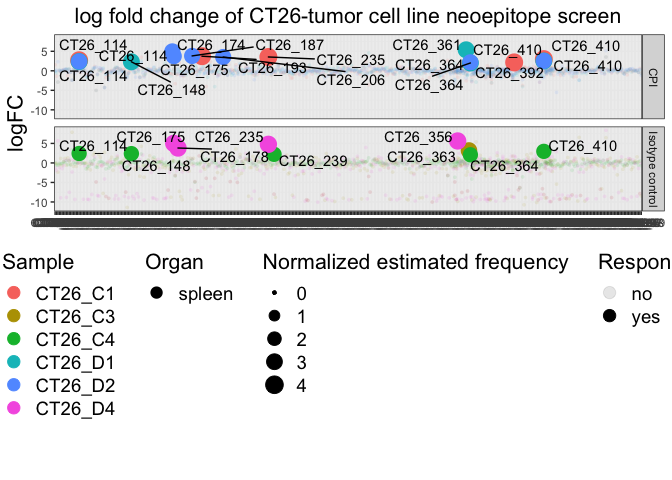 log fold change of CT26-tumor cell line neoepitope screen
logFC
5
0
-5
-10
CT26_114
CT26_114
CT26_114
CT26_148
CT26_174
CT26_175
CT26_187
CT26_193
CT26_235
CT26_206
CT26_361
CT26_364
CT26_364
CT26_410
CT26_392
CT26_410
CT26_410
CPI
5
0
-5
-10
CT26_114
CT26_148
CT26_175
CT26_178
CT26_235
CT26_239
CT26_356
CT26_363
CT26_364
CT26_410
Isotype control
Sample
CT26_C1
CT26_C3
CT26_C4
CT26_D1
CT26_D2
CT26_D4
Organ
spleen
Normalized estimated frequency
0
1
2
3
4
Respon
no
yes